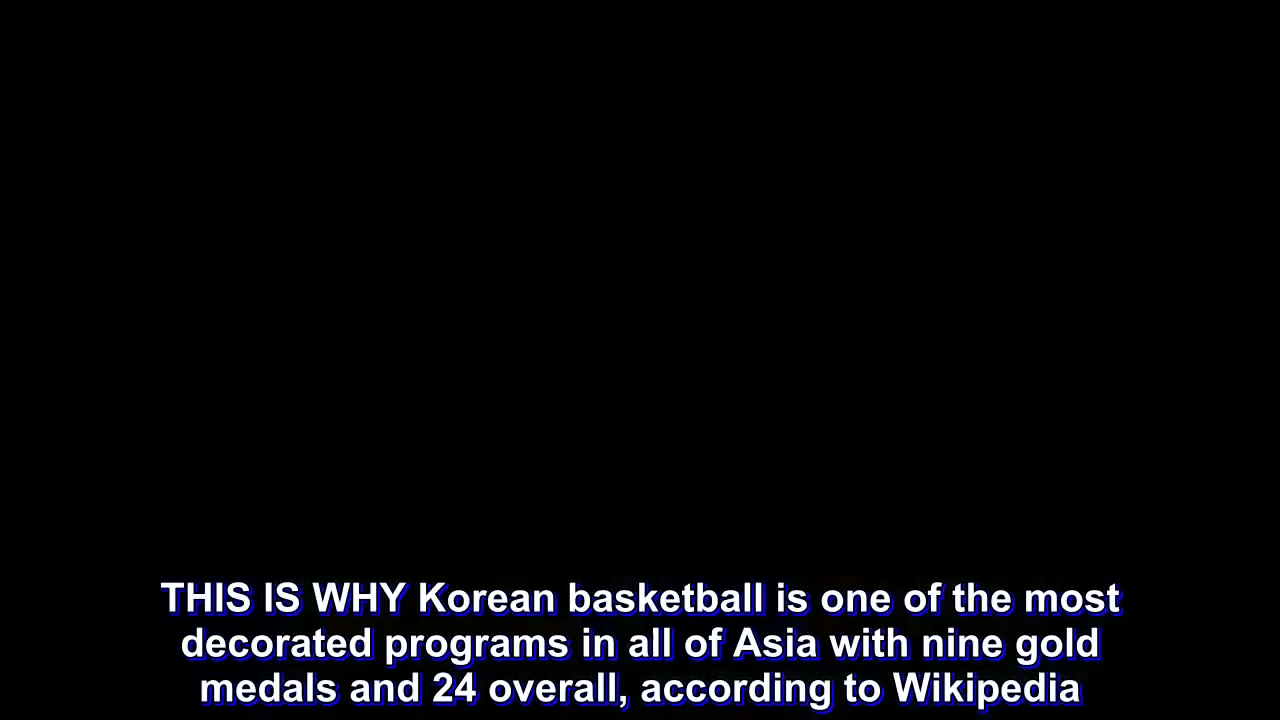 THIS IS WHY Korean basketball is one of the most
decorated programs in all of Asia with nine gold
medals and 24 overall, according to Wikipedia